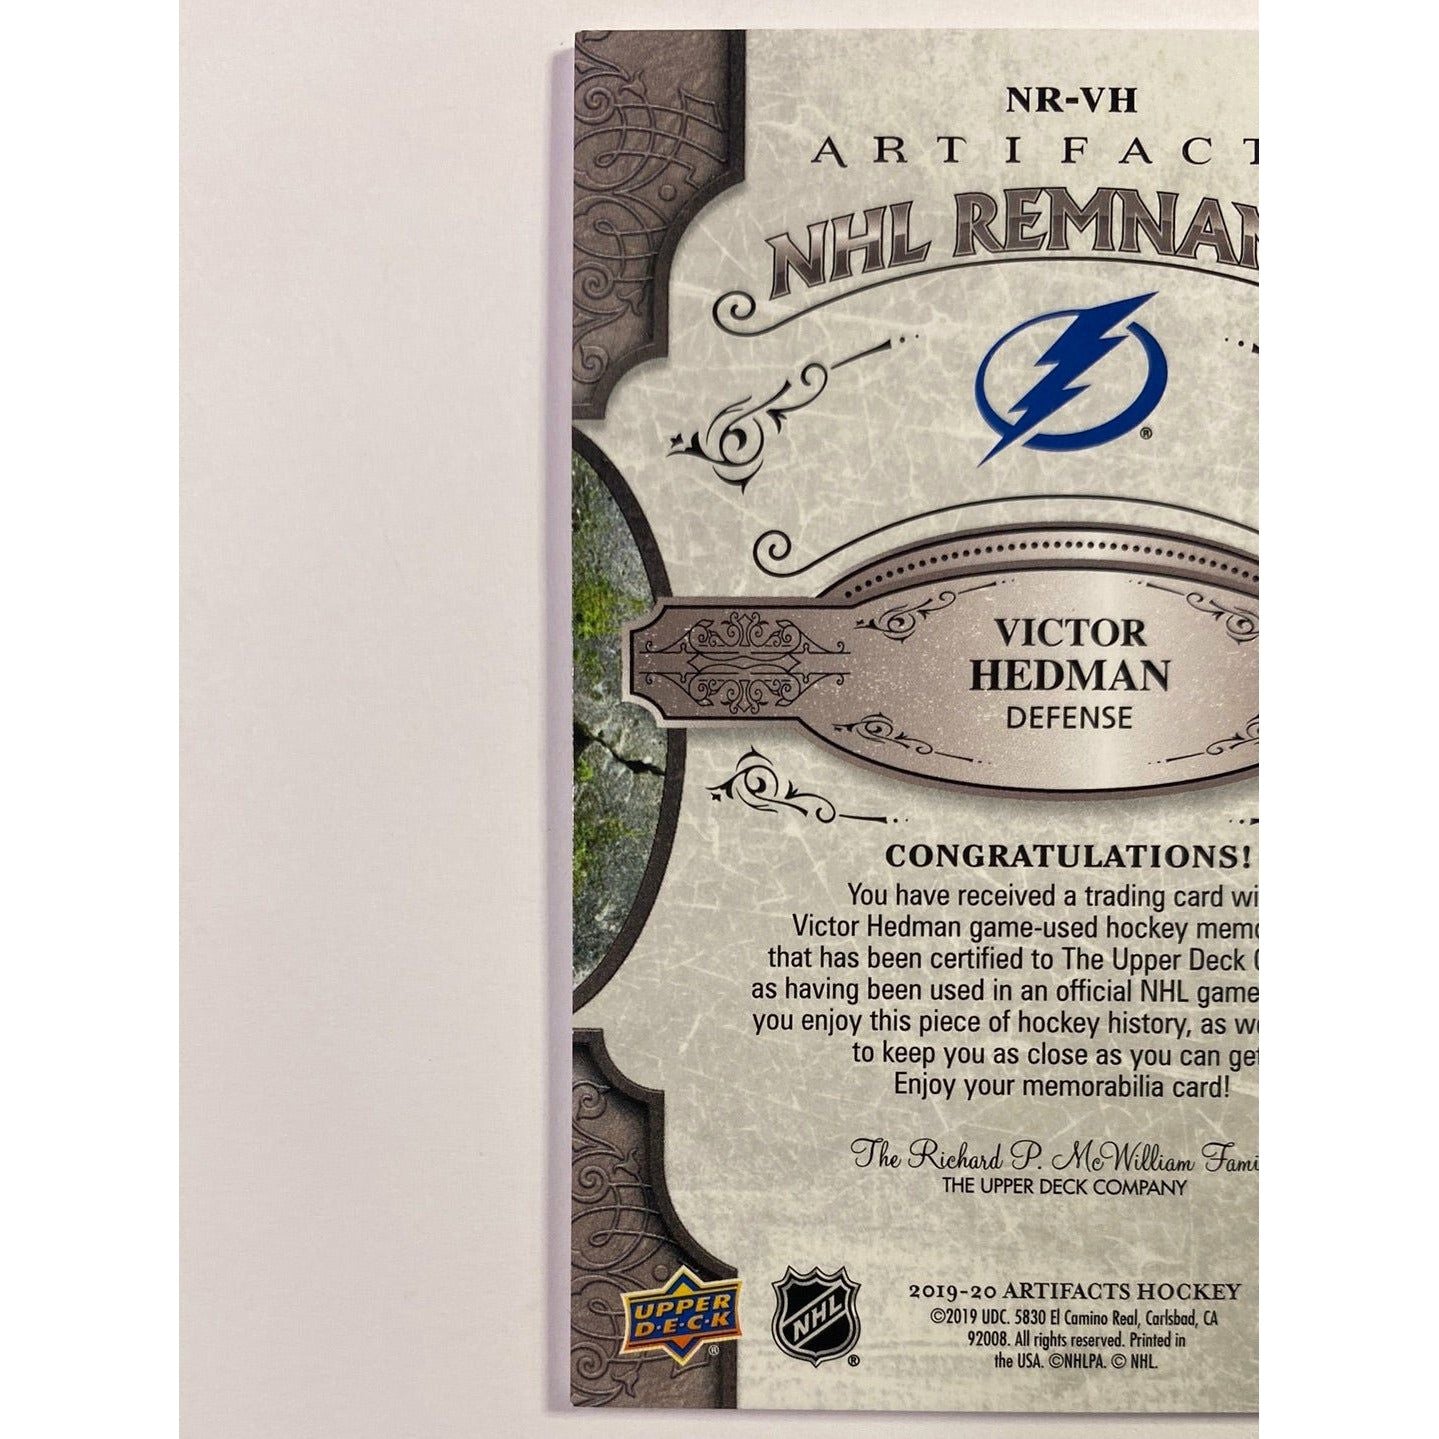 NR-VH
ARTIFACT
NHL REMNAN
®
VICTOR
HEDMAN
DEFENSE
CONGRATULATIONS!
You have received a trading card wi
Victor Hedman game-used hockey memo
that has been certified to The Upper Deck C
as having been used in an official NHL game
you enjoy this piece of hockey history, as we
to keep you as close as you can get
Enjoy your memorabilia card!
The Richard P. McWilliam Fami
THE UPPER DECK COMPANY
UPPER
D·E·C·K
®
NHL
®
2019-20 ARTIFACTS HOCKEY
©2019 UDC. 5830 El Camino Real, Carlsbad, CA
92008. All rights reserved. Printed in
the USA. ©NHLPA. © NHL.